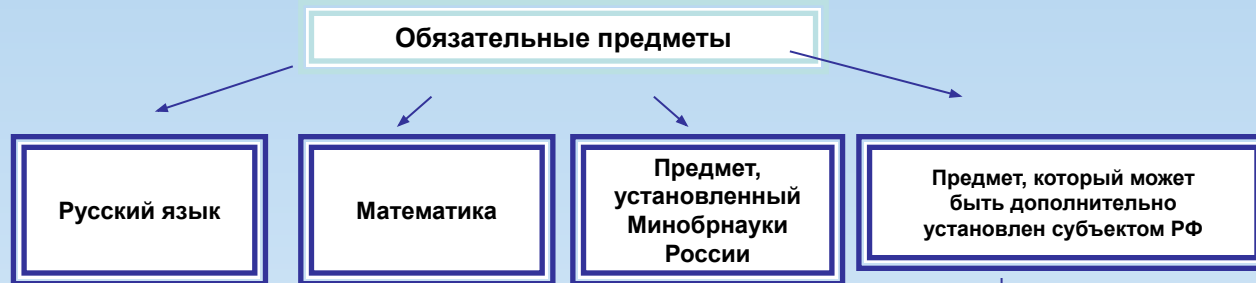 Обязательные предметы
Русский язык
Математика
Предмет,
установленный
Минобрнауки
России
Предмет, который может
быть дополнительно
установлен субъектом РФ